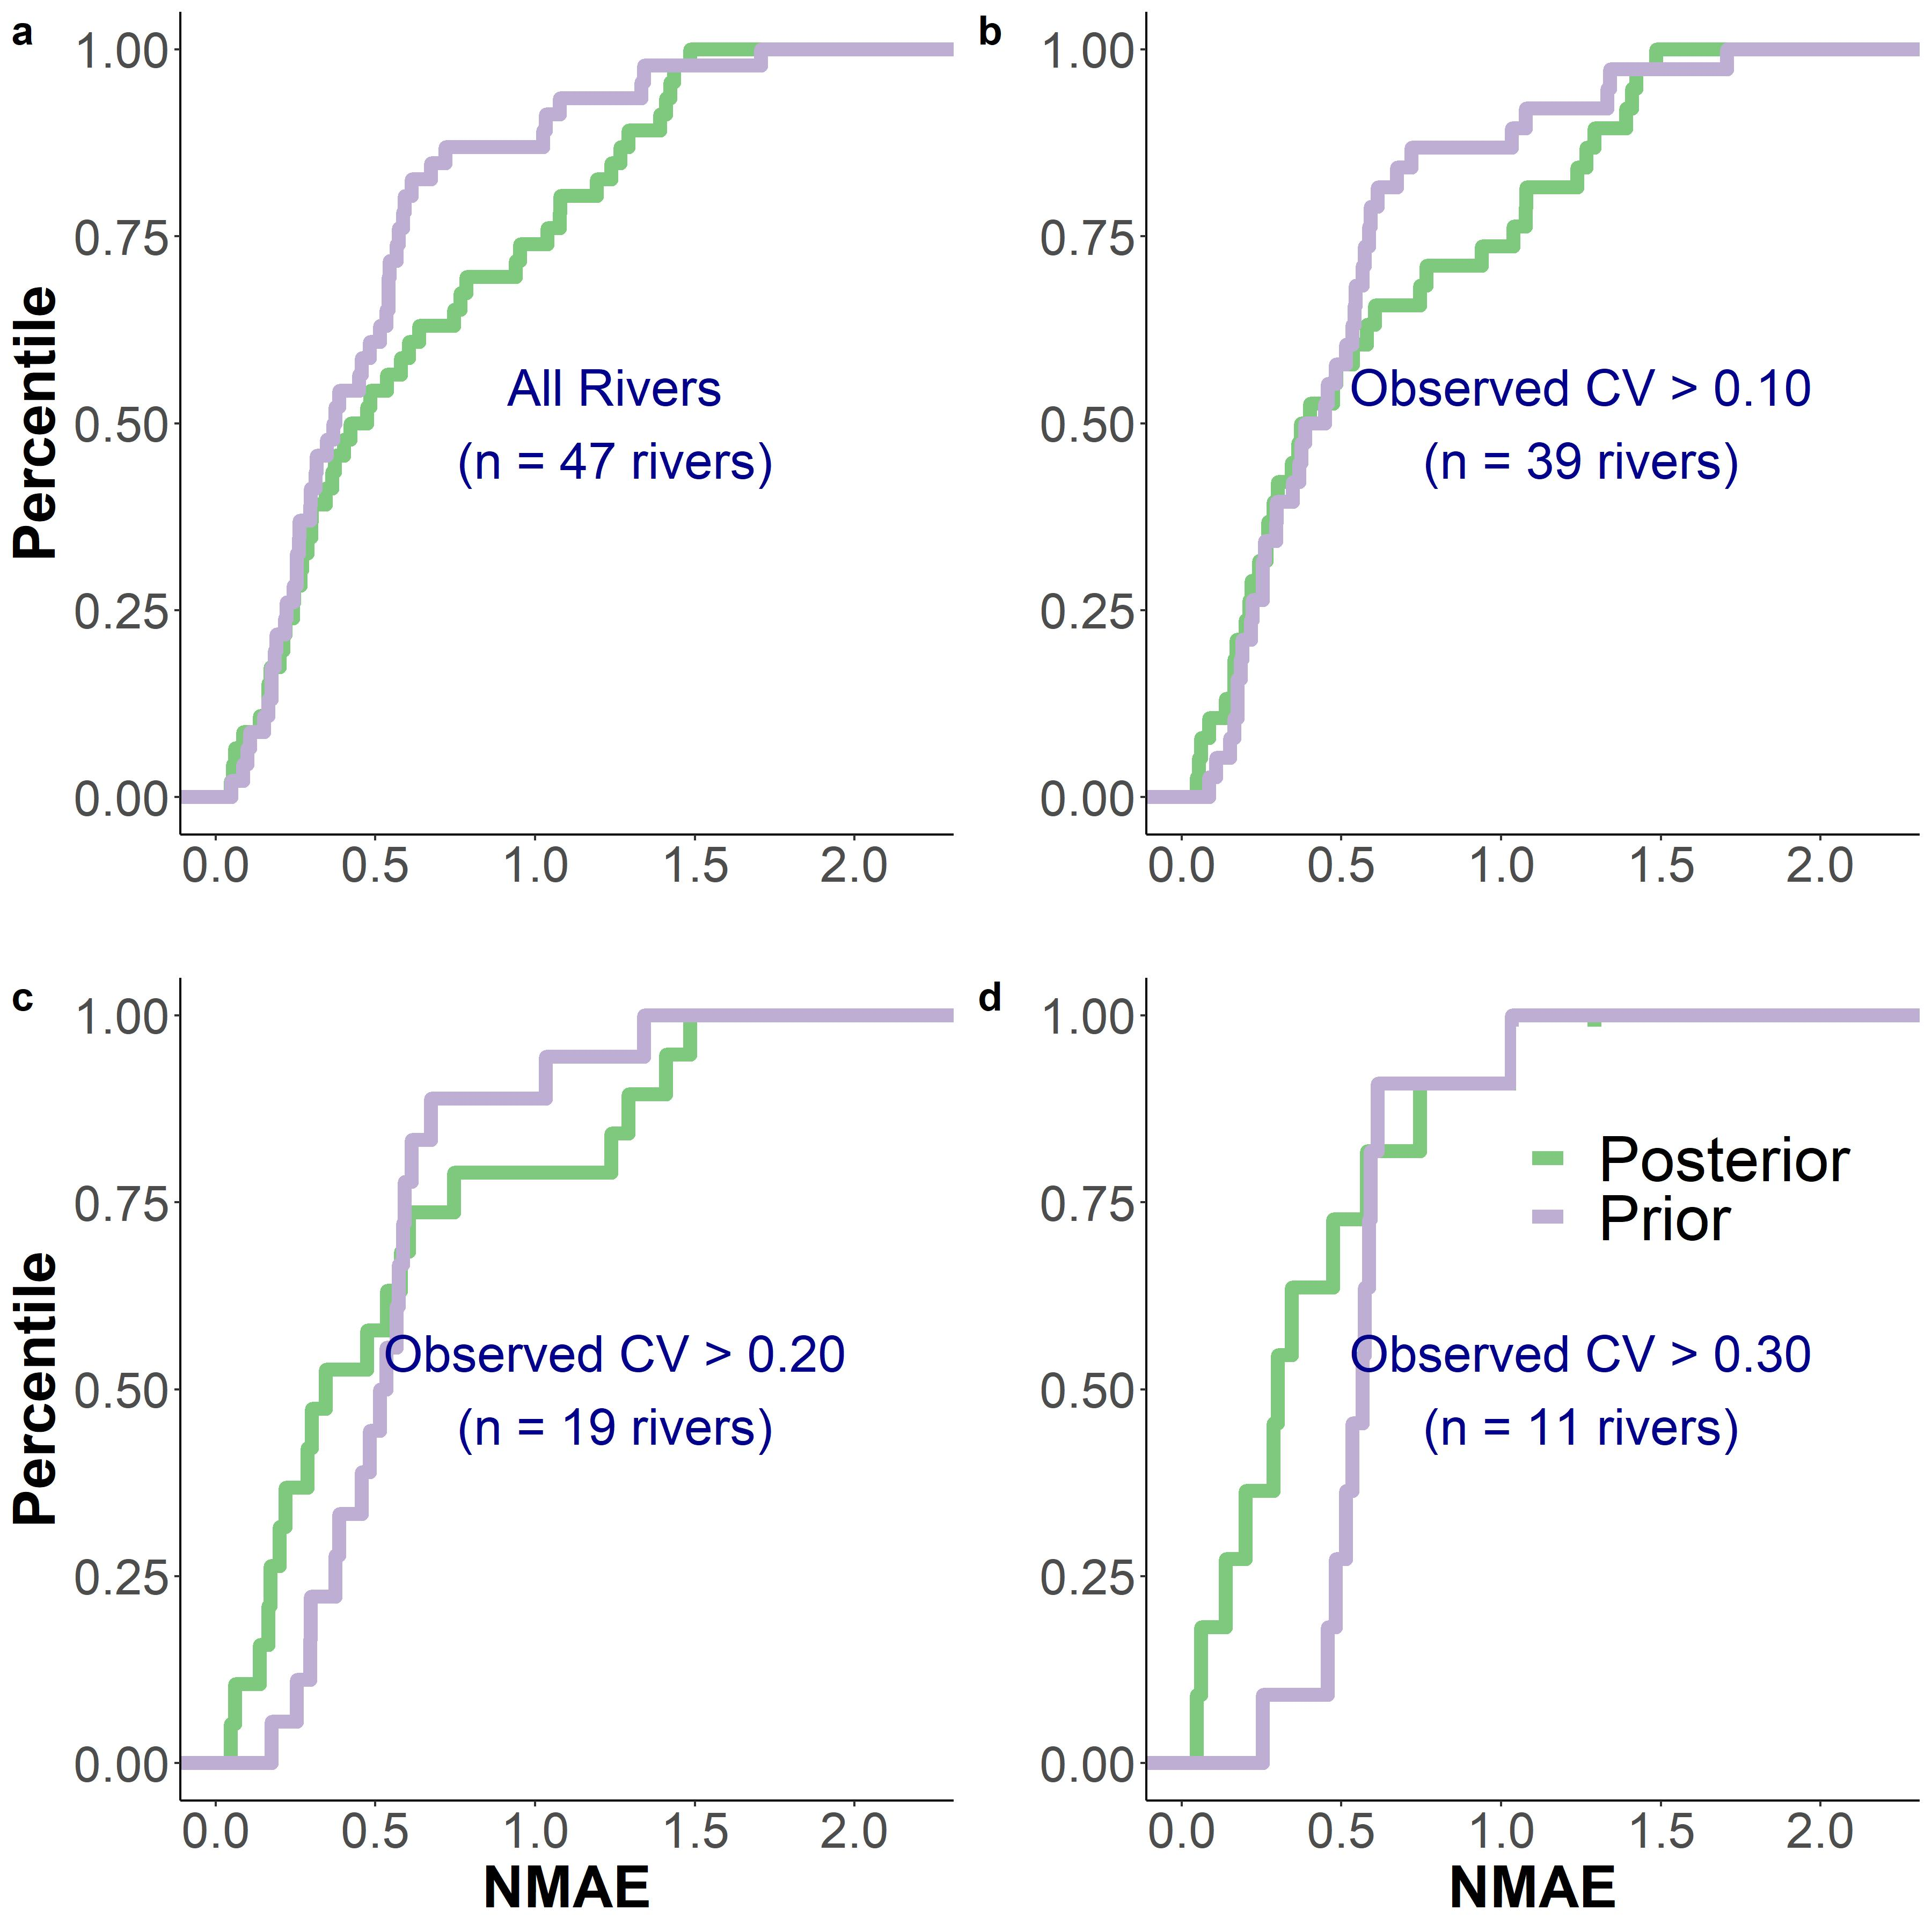 a
1.00
0.75
0.50
0.25
0.00
Percentile
All Rivers
(n = 47 rivers)
0.0 0.5 1.0 1.5 2.0
b
1.00
0.75
0.50
0.25
0.00
Observed CV > 0.10
(n = 39 rivers)
0.0 0.5 1.0 1.5 2.0
c
1.00
0.75
0.50
0.25
0.00
Percentile
Observed CV > 0.20
(n = 19 rivers)
0.0 0.5 1.0 1.5 2.0
NMAE
d
1.00
0.75
0.50
0.25
0.00
Posterior
Prior
Observed CV > 0.30
(n = 11 rivers)
0.0 0.5 1.0 1.5 2.0
NMAE